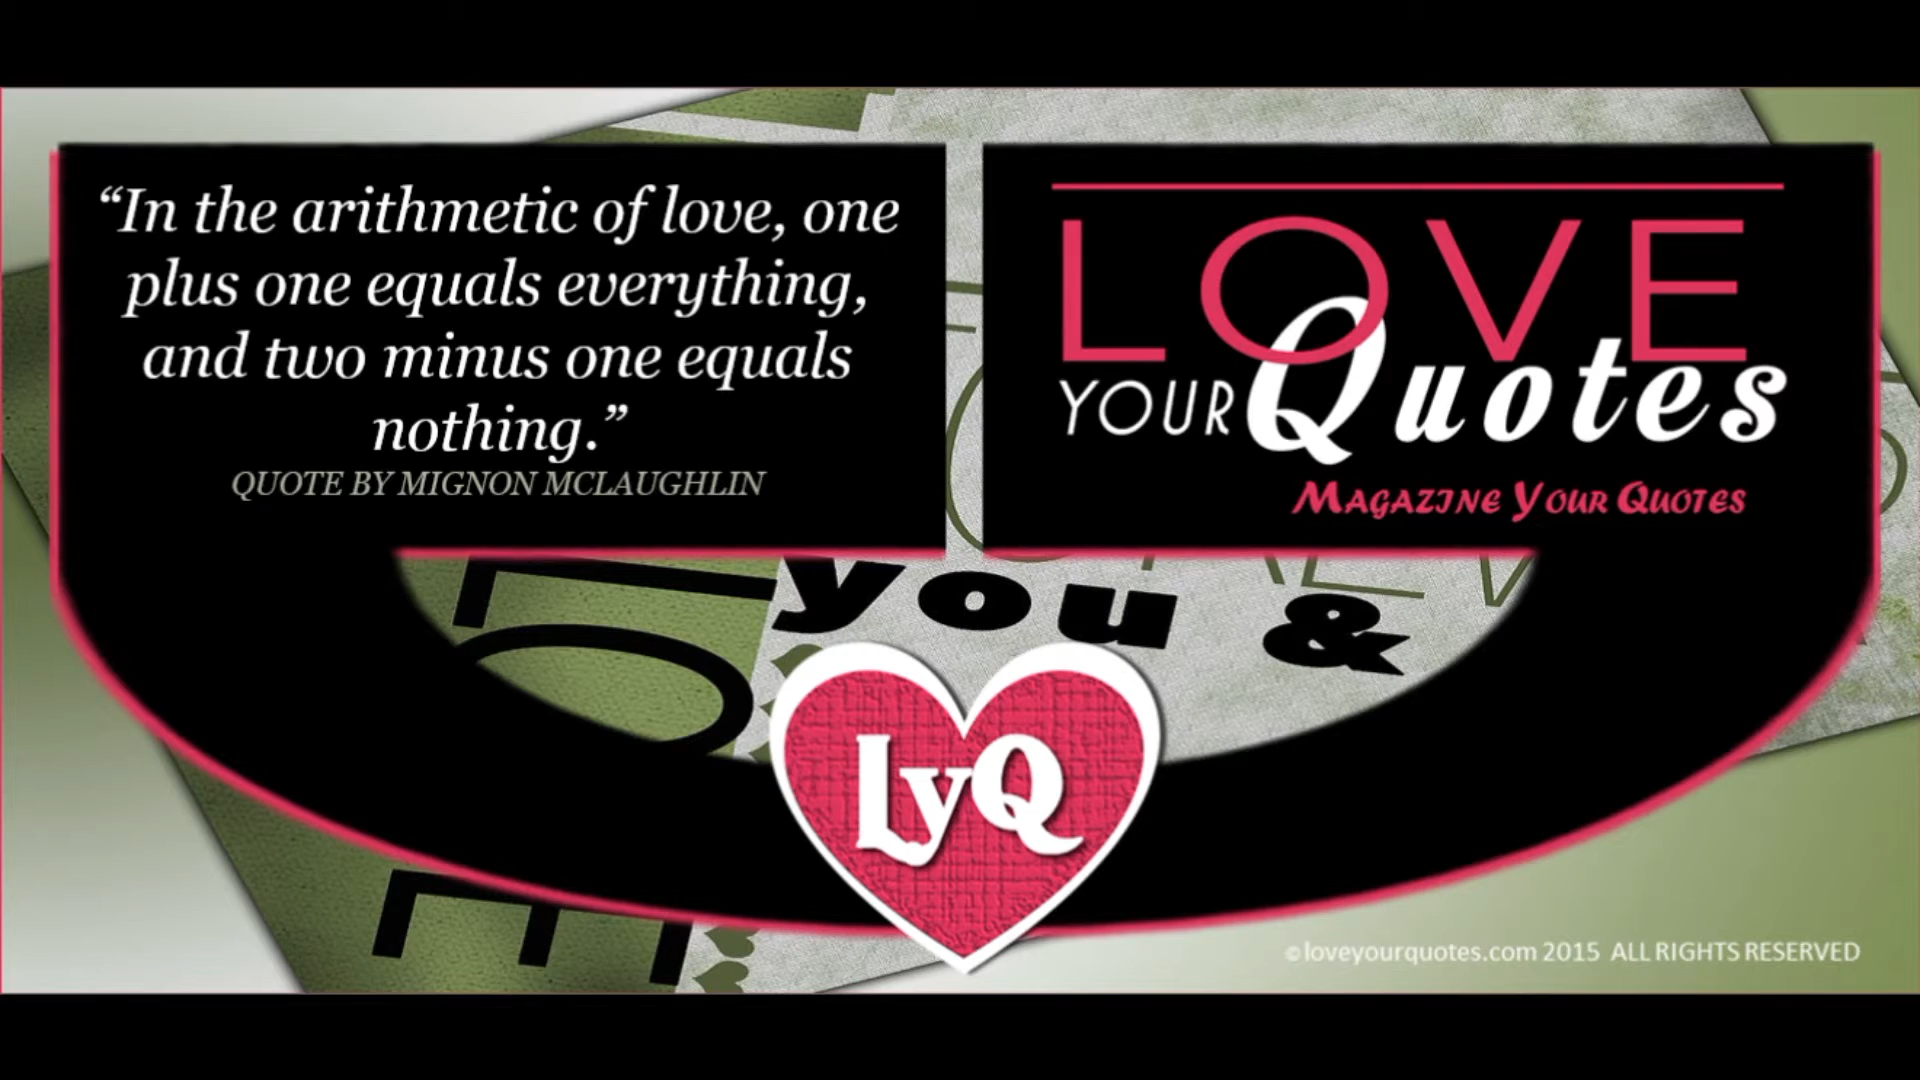 “In the arithmetic of love, one
plus one equals everything,
and two minus one equals
nothing.”
QUOTE BY MIGNON MCLAUGHLIN
LOVE
YOUR Quotes
MAGAZINE YOUR QUOTES
you &
LyQ
©loveyourquotes.com 2015 ALL RIGHTS RESERVED